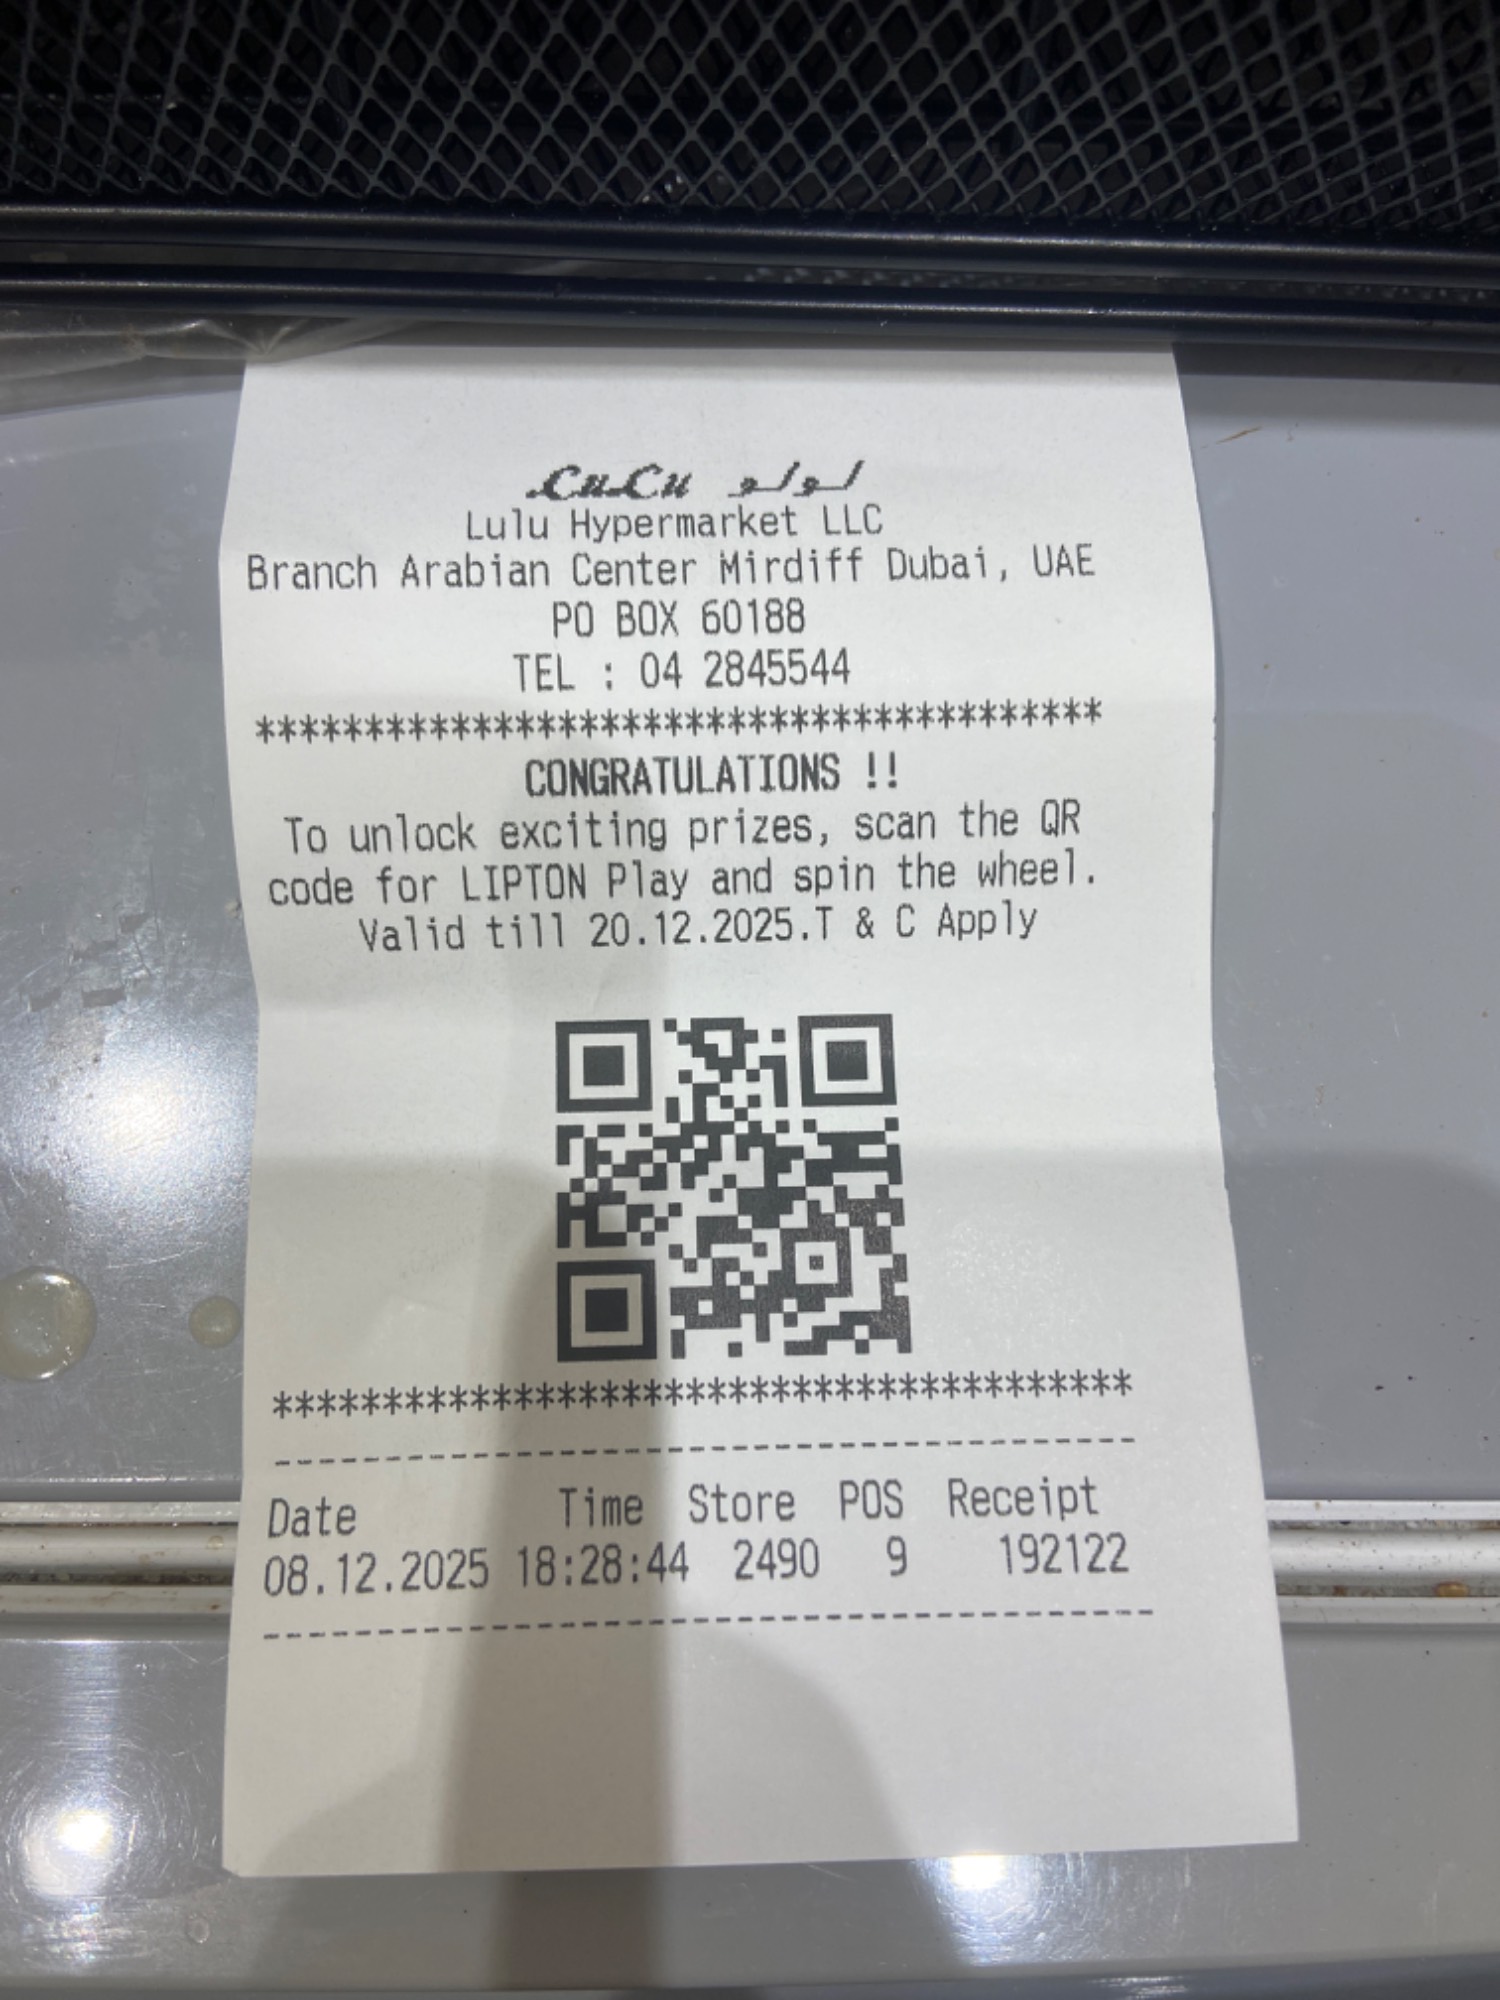 LuLu لولو
Lulu Hypermarket LLC
Branch Arabian Center Mirdiff Dubai, UAE
PO BOX 60188
TEL : 04 2845544
****************************************
CONGRATULATIONS !!
To unlock exciting prizes, scan the QR
code for LIPTON Play and spin the wheel.
Valid till 20.12.2025.T & C Apply
****************************************
----------------------------------------
Date Time Store POS Receipt
08.12.2025 18:28:44 2490 9 192122
----------------------------------------